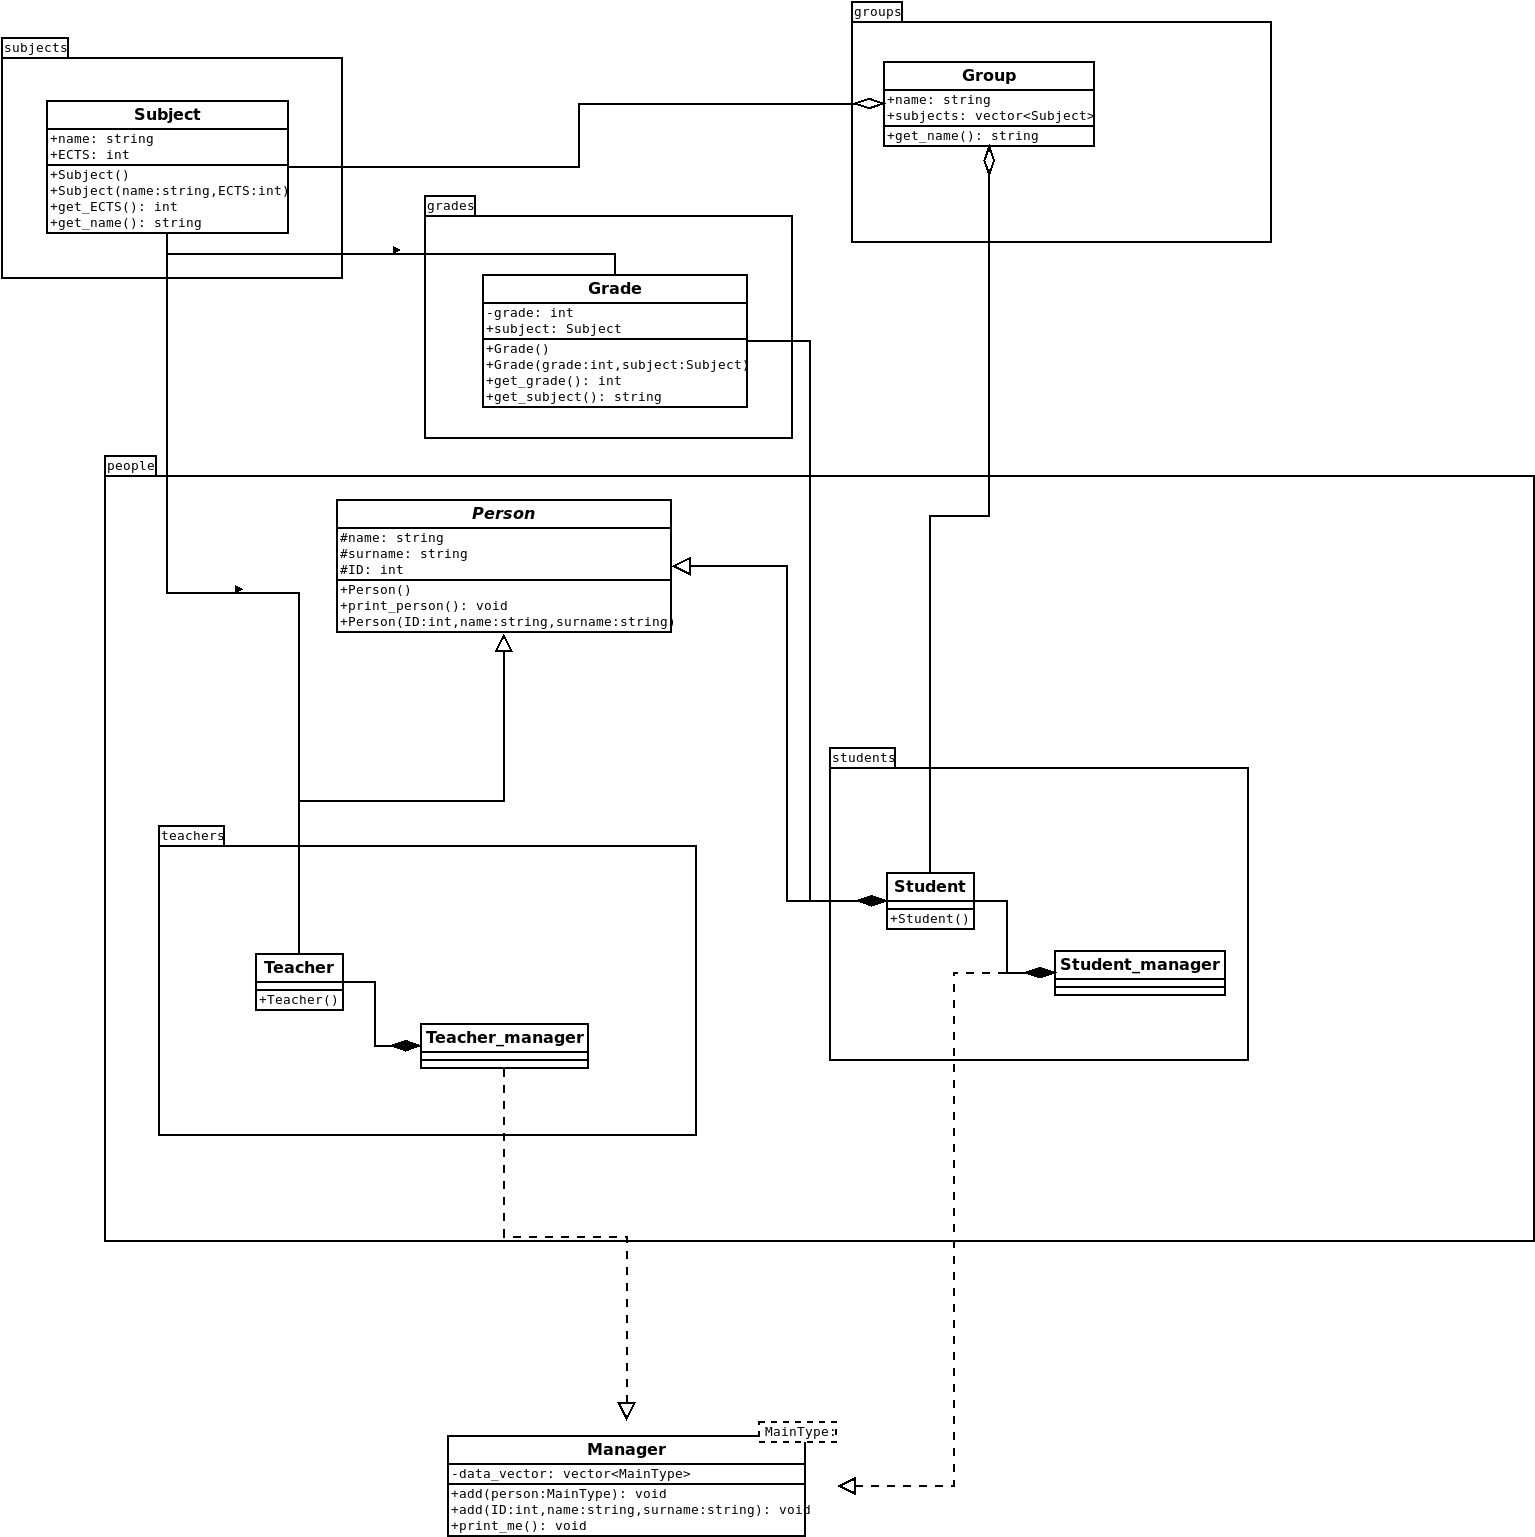 groups
Group
+name: string
+subjects: vector<Subject>
+get_name(): string
subjects
Subject
+name: string
+ECTS: int
+Subject()
+Subject(name:string,ECTS:int)
+get_ECTS(): int
+get_name(): string
grades
Grade
-grade: int
+subject: Subject
+Grade()
+Grade(grade:int,subject:Subject)
+get_grade(): int
+get_subject(): string
people
Person
#name: string
#surname: string
#ID: int
+Person()
+print_person(): void
+Person(ID:int,name:string,surname:string)
students
Student
+Student()
Student_manager
teachers
Teacher
+Teacher()
Teacher_manager
MainType:
Manager
-data_vector: vector<MainType>
+add(person:MainType): void
+add(ID:int,name:string,surname:string): void
+print_me(): void